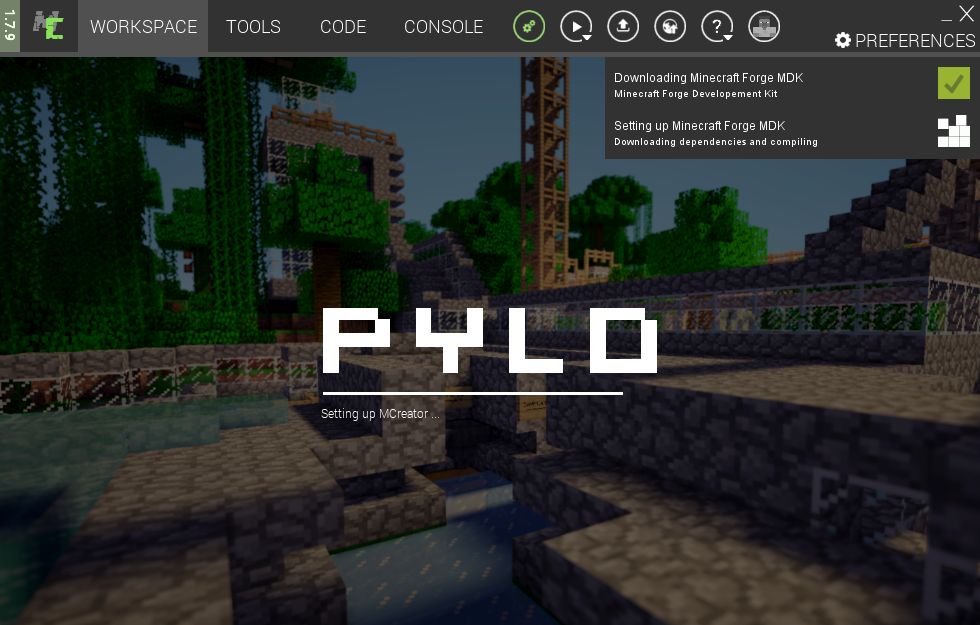 1.7.9
WORKSPACE
TOOLS
CODE
CONSOLE
?
PREFERENCES
Downloading Minecraft Forge MDK
Minecraft Forge Developement Kit
Setting up Minecraft Forge MDK
Downloading dependencies and compiling
PYLO
Setting up MCreator ...